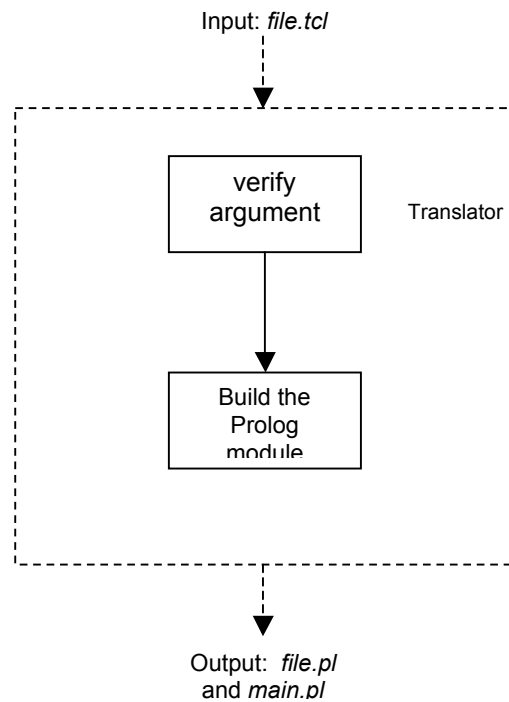 Input: file.tcl
verify
argument
Translator
Build the
Prolog
module
Output: file.pl
and main.pl